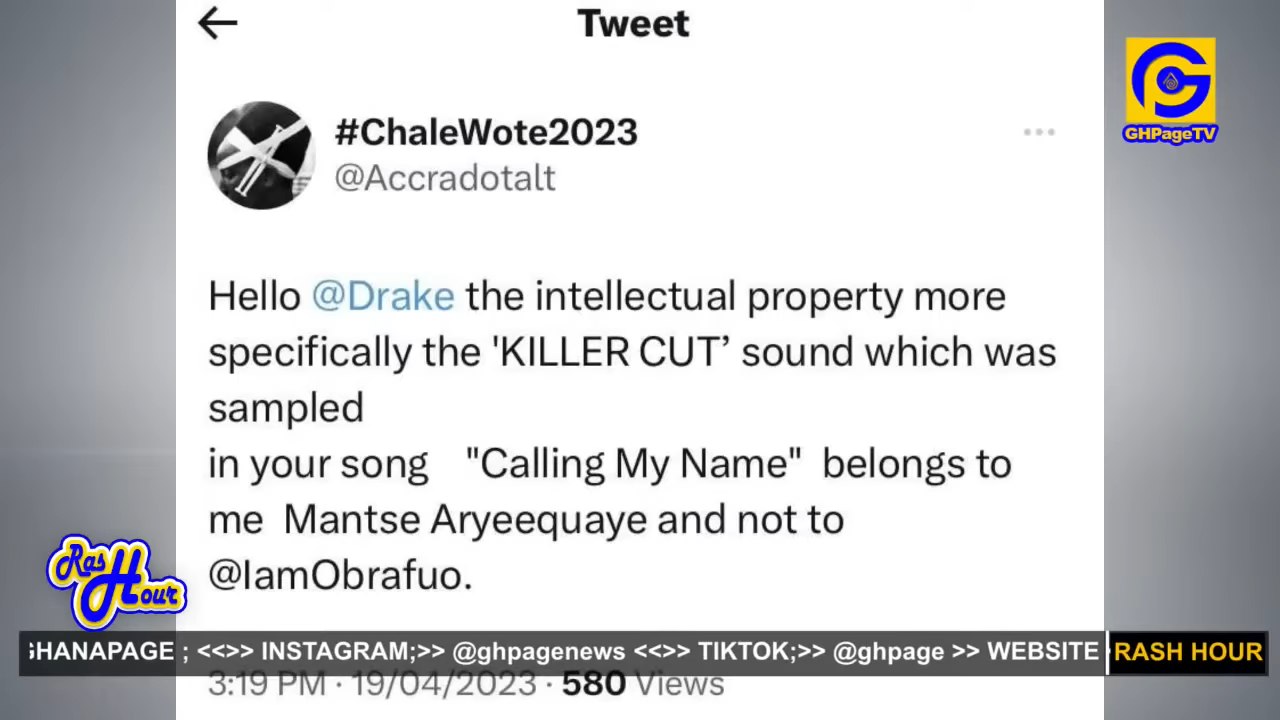 Tweet
#ChaleWote2023
@Accradotalt
GHPageTV
Hello @Drake the intellectual property more
specifically the 'KILLER CUT’ sound which was
sampled
in your song "Calling My Name" belongs to
me Mantse Aryeequaye and not to
@IamObrafuo.
Ras Hour
GHANAPAGE ; <<>> INSTAGRAM;>> @ghpagenews <<>> TIKTOK;>> @ghpage >> WEBSITE
RASH HOUR
3:19 PM · 19/04/2023 · 580 Views